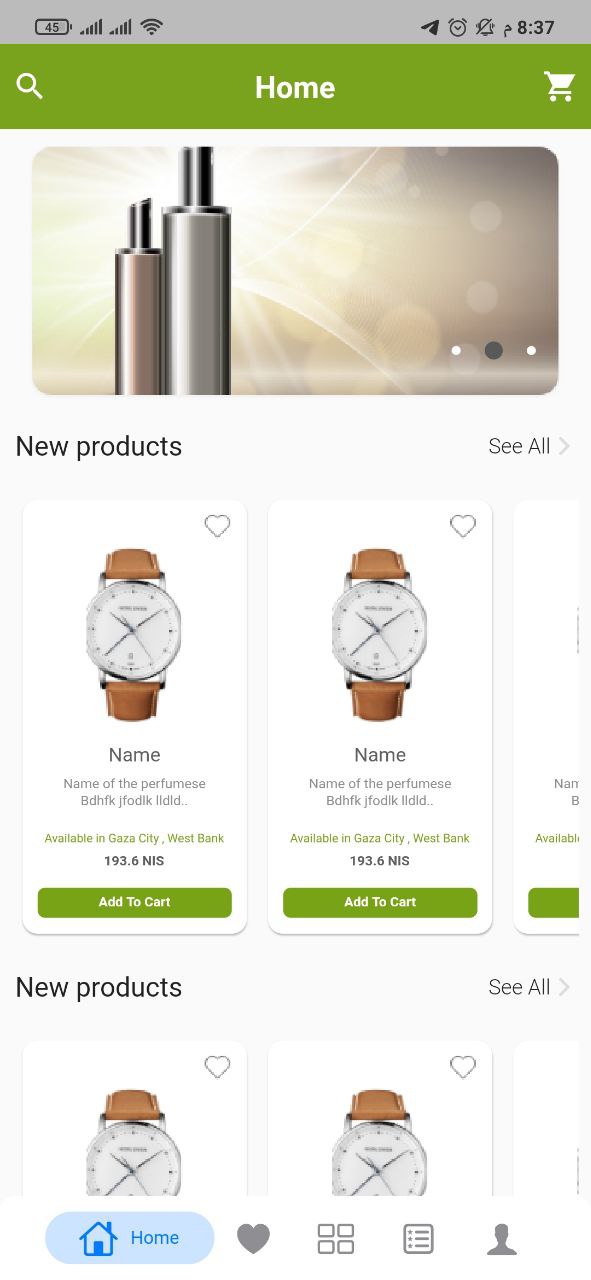 45
م 8:37
Home
New products
See All
Name
Name of the perfumese
Bdhfk jfodlk lldld..
Available in Gaza City , West Bank
193.6 NIS
Add To Cart
Name
Name of the perfumese
Bdhfk jfodlk lldld..
Available in Gaza City , West Bank
193.6 NIS
Add To Cart
New products
See All
Home